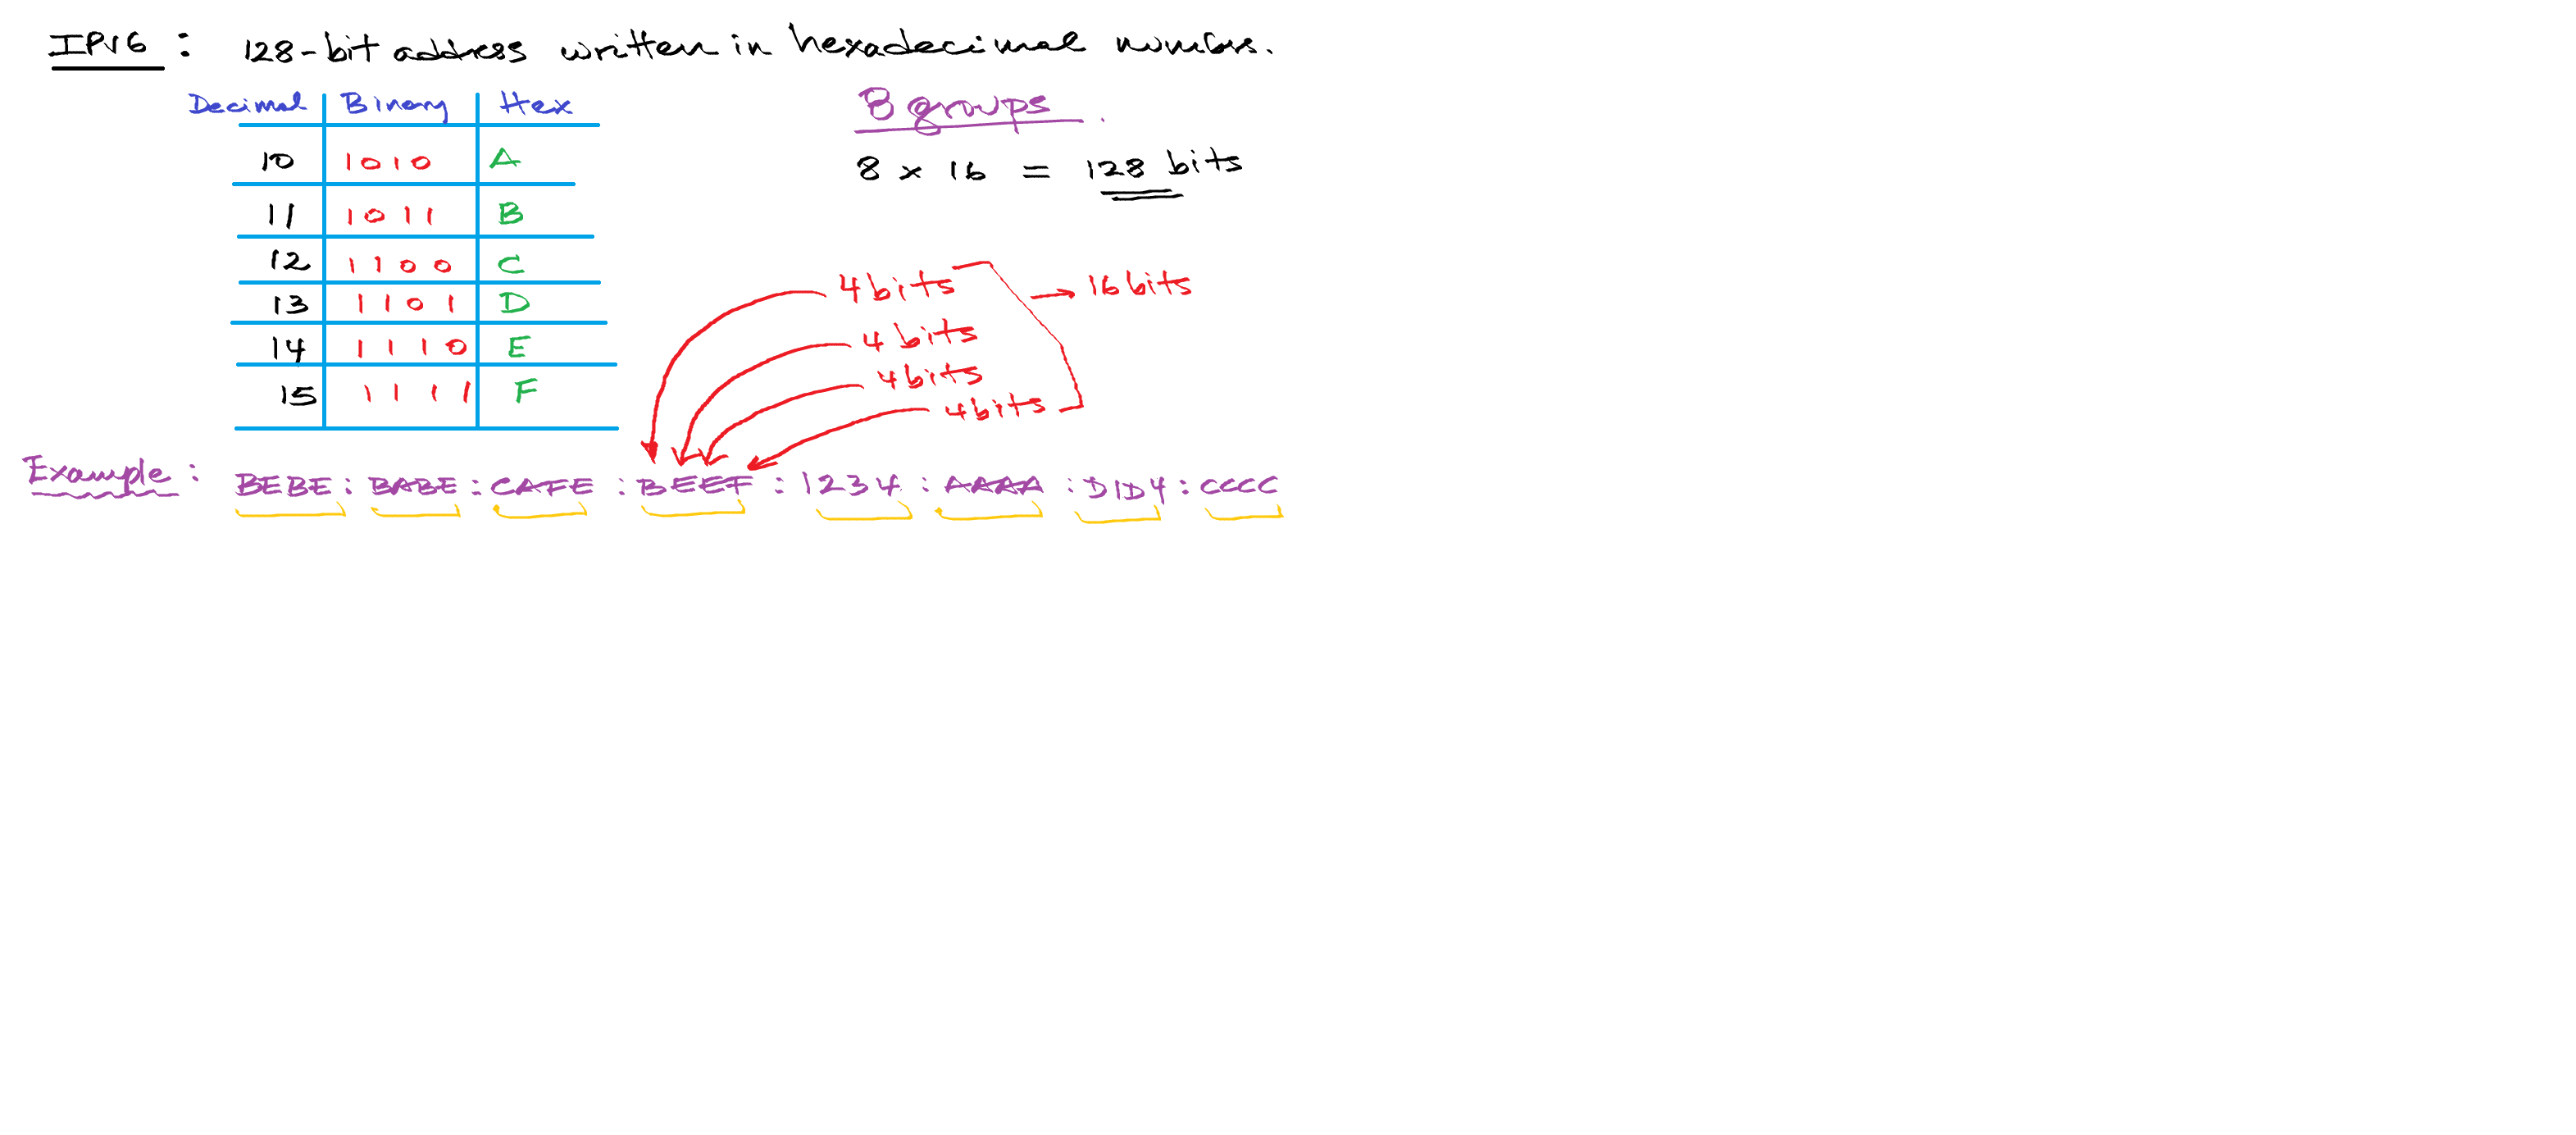 IPv6 : 128-bit address written in hexadecimal numbers.
Decimal Binary Hex
10 1010 A
11 1011 B
12 1100 C
13 1101 D
14 1110 E
15 1111 F
8 groups.
8 × 16 = 128 bits
4 bits → 16 bits
4 bits
4 bits
4 bits
Example : BEBE : BABE : CAFE : BEEF : 1234 : AAAA : D1D4 : CCCC